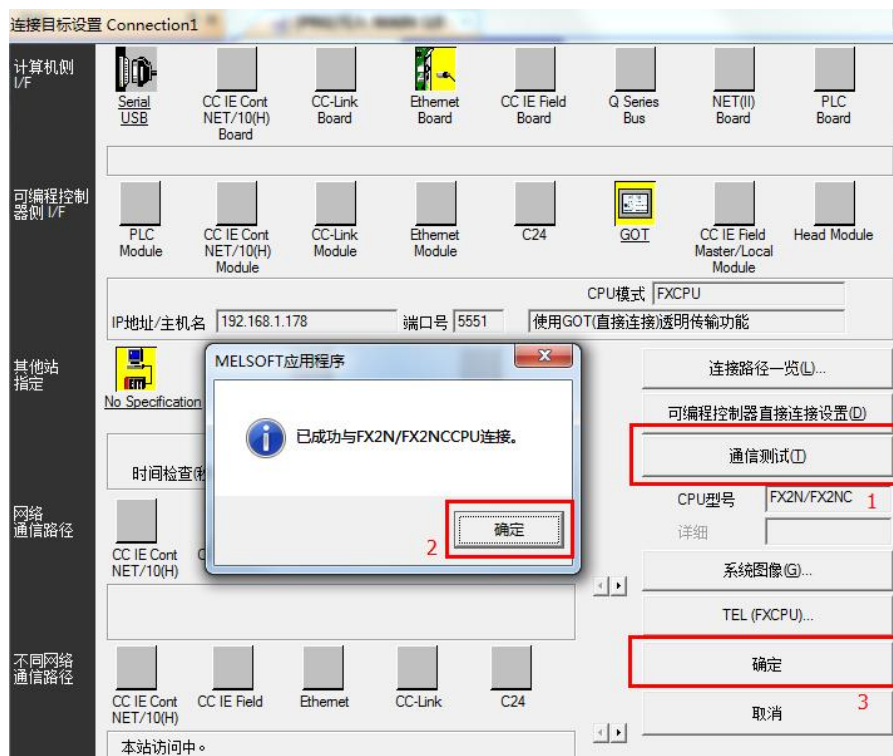 连接目标设置 Connection1
计算机侧
I/F
Serial
USB
CC IE Cont
NET/10(H)
Board
CC-Link
Board
Ethernet
Board
CC IE Field
Board
Q Series
Bus
NET(II)
Board
PLC
Board
可编程控制
器侧 I/F
PLC
Module
CC IE Cont
NET/10(H)
Module
CC-Link
Module
Ethernet
Module
C24
GOT
CC IE Field
Master/Local
Module
Head Module
CPU模式 FXCPU
IP地址/主机名 192.168.1.178 端口号 5551 使用GOT(直接连接)透明传输功能
其他站
指定
No Specification
时间检查(秒
MELSOFT应用程序
已成功与FX2N/FX2NCCPU连接。
确定
2
连接路径一览(L)...
可编程控制器直接连接设置(D)
通信测试(T)
CPU型号 FX2N/FX2NC
1
详细
系统图像(G)...
TEL (FXCPU)...
确定
3
取消
网络
通信路径
CC IE Cont
NET/10(H)
C
不同网络
通信路径
CC IE Cont
NET/10(H)
CC IE Field
Ethernet
CC-Link
C24
本站访问中。